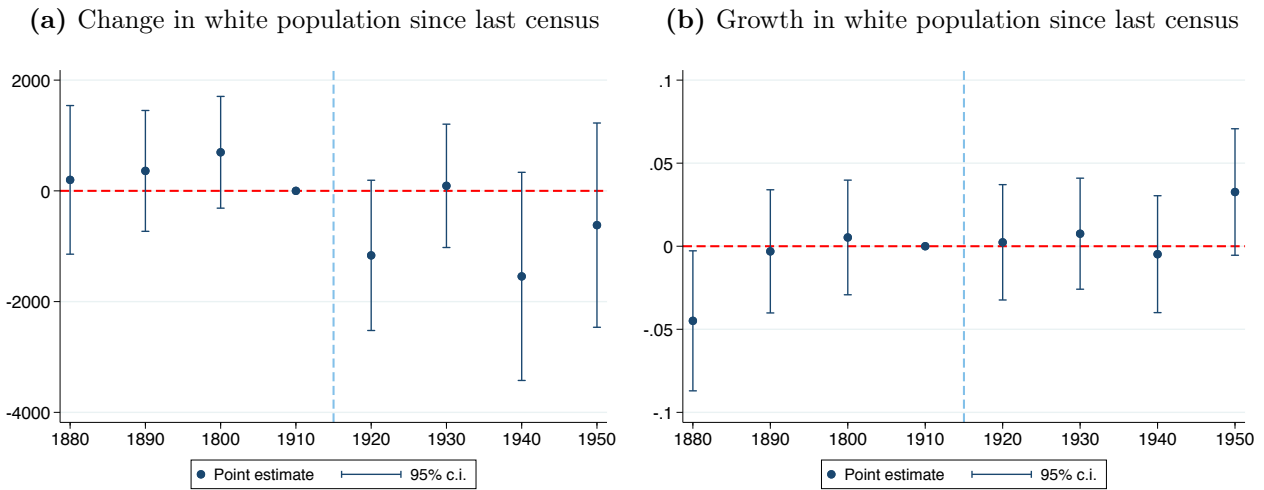 (a) Change in white population since last census
2000
0
-2000
-4000
1880 1890 1800 1910 1920 1930 1940 1950
Point estimate 95% c.i.
(b) Growth in white population since last census
.1
.05
0
-.05
-.1
1880 1890 1800 1910 1920 1930 1940 1950
Point estimate 95% c.i.